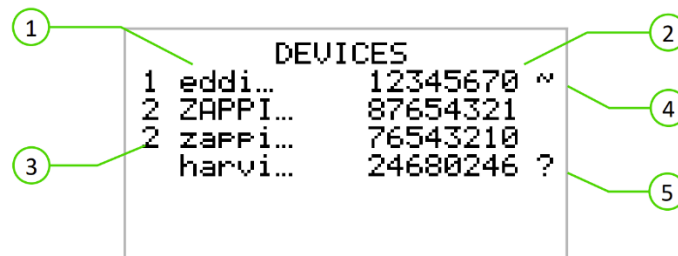 1
2
DEVICES
1 eddi... 12345670 ~
2 ZAPPI... 87654321
4
2 zappi... 76543210
3
harvi... 24680246 ?
5